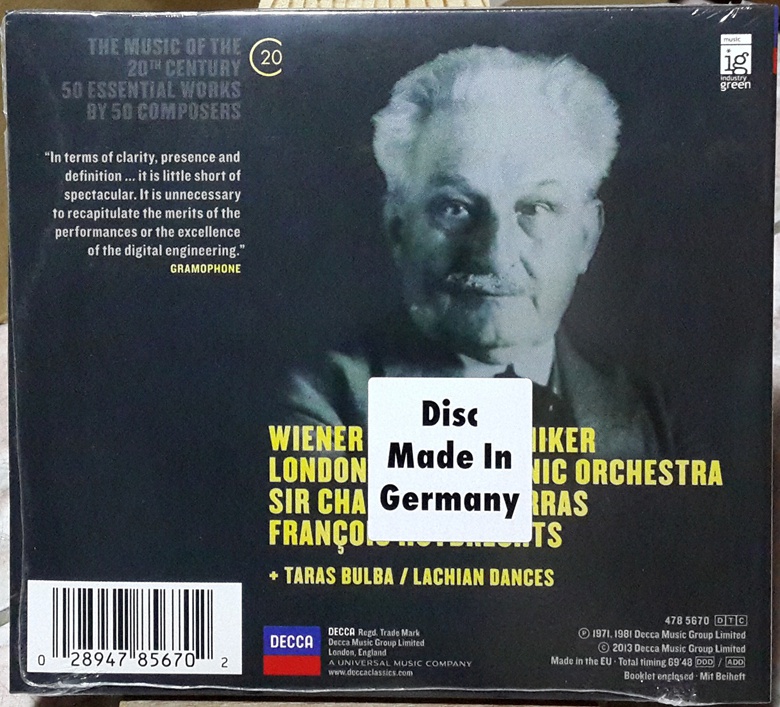 THE MUSIC OF THE
20TH CENTURY
50 ESSENTIAL WORKS
BY 50 COMPOSERS
C20
music
ig
industry
green
"In terms of clarity, presence and
definition ... it is little short of
spectacular. It is unnecessary
to recapitulate the merits of the
performances or the excellence
of the digital engineering."
GRAMOPHONE
Disc
Made In
Germany
WIENER IKER
LONDON NIC ORCHESTRA
SIR CHA RRAS
FRANÇOIS HUYBRECHTS
+ TARAS BULBA / LACHIAN DANCES
0 28947 85670 2
DECCA
DECCA Regd. Trade Mark
Decca Music Group Limited
London, England
A UNIVERSAL MUSIC COMPANY
www.deccaclassics.com
478 5670 DTC
℗ 1971, 1981 Decca Music Group Limited
© 2013 Decca Music Group Limited
Made in the EU · Total timing 69'48 DDD / ADD
Booklet enclosed · Mit Beiheft